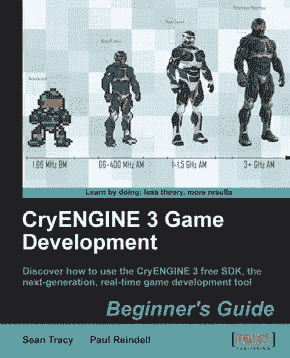 1.66 MHz 8M
66-400 MHz AM
1-1.5 GHz AM
3+ GHz AM
Learn by doing: less theory, more results
CryENGINE 3 Game
Development
Discover how to use the CryENGINE 3 free SDK, the
next-generation, real-time game development tool
Beginner's Guide
Sean Tracy Paul Reindell